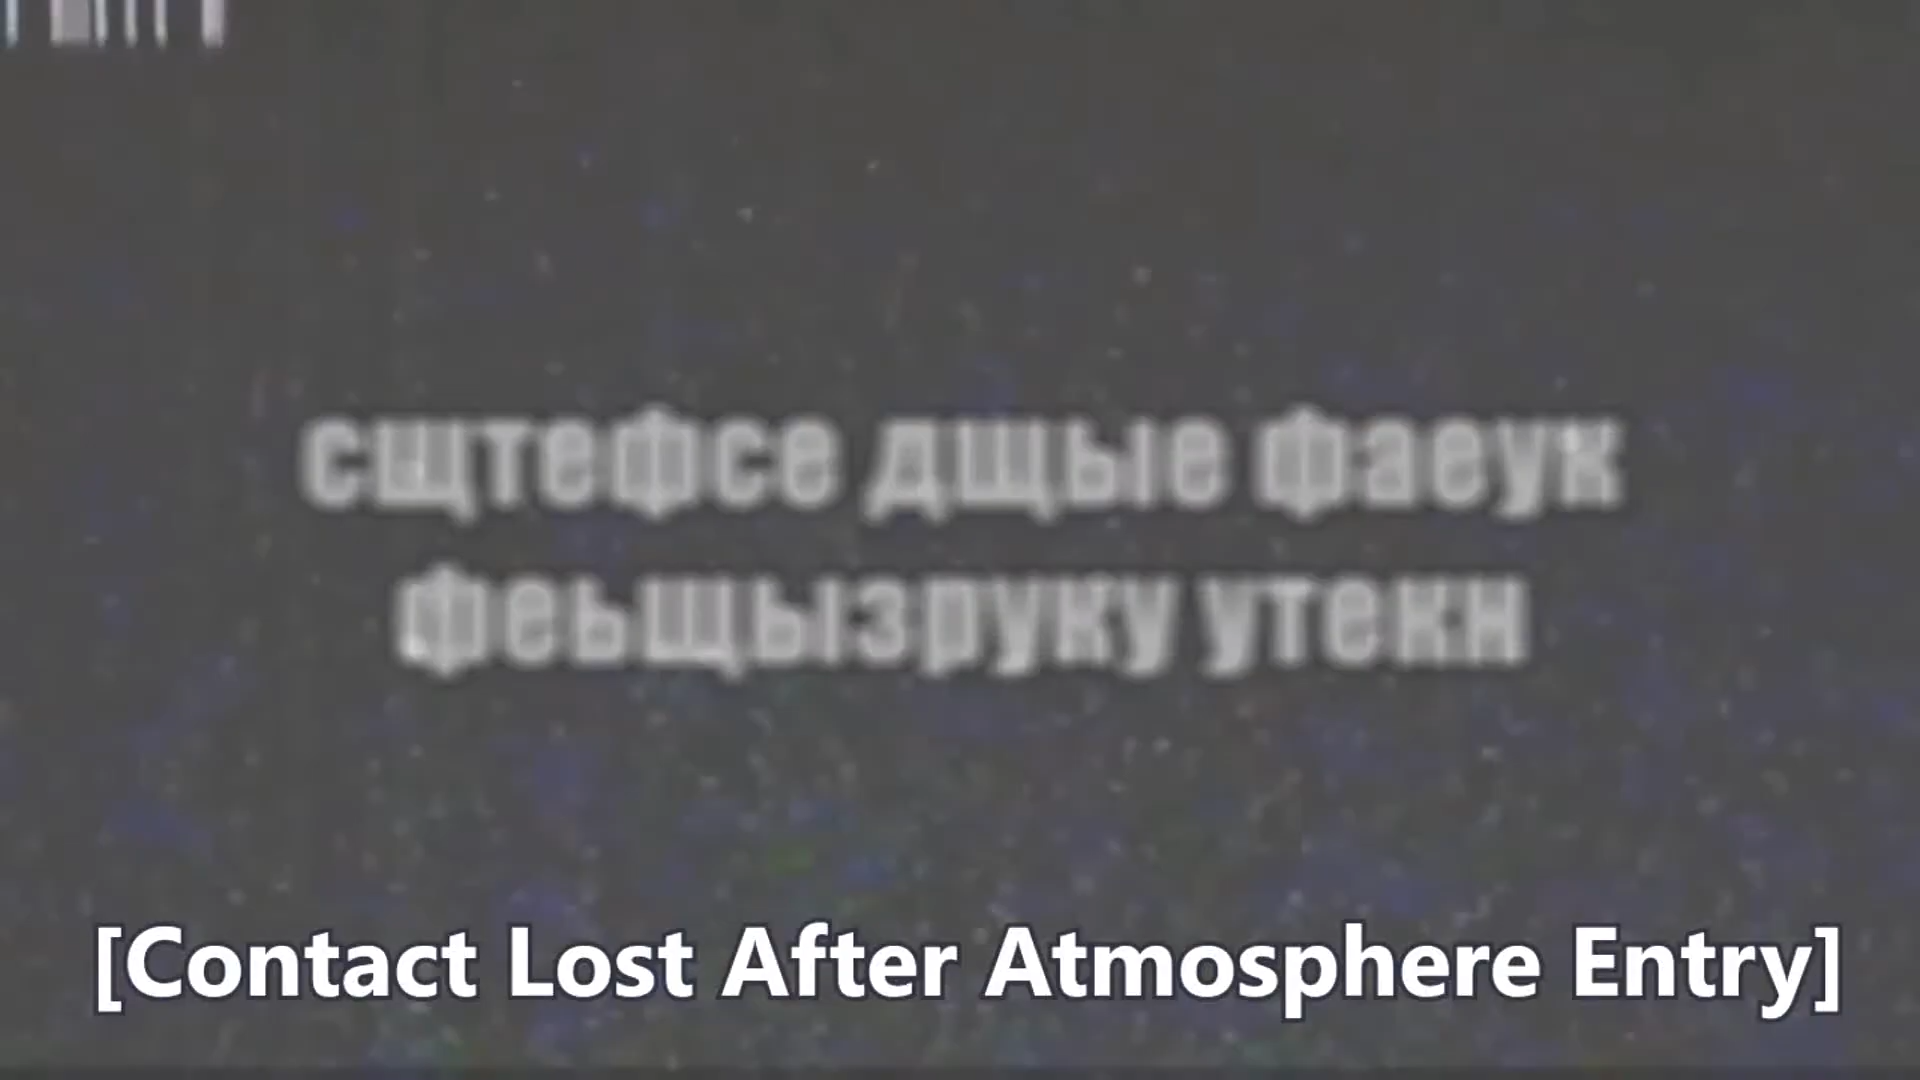 сщтефсе дщые фаеук
феьщызруку утекн
[Contact Lost After Atmosphere Entry]